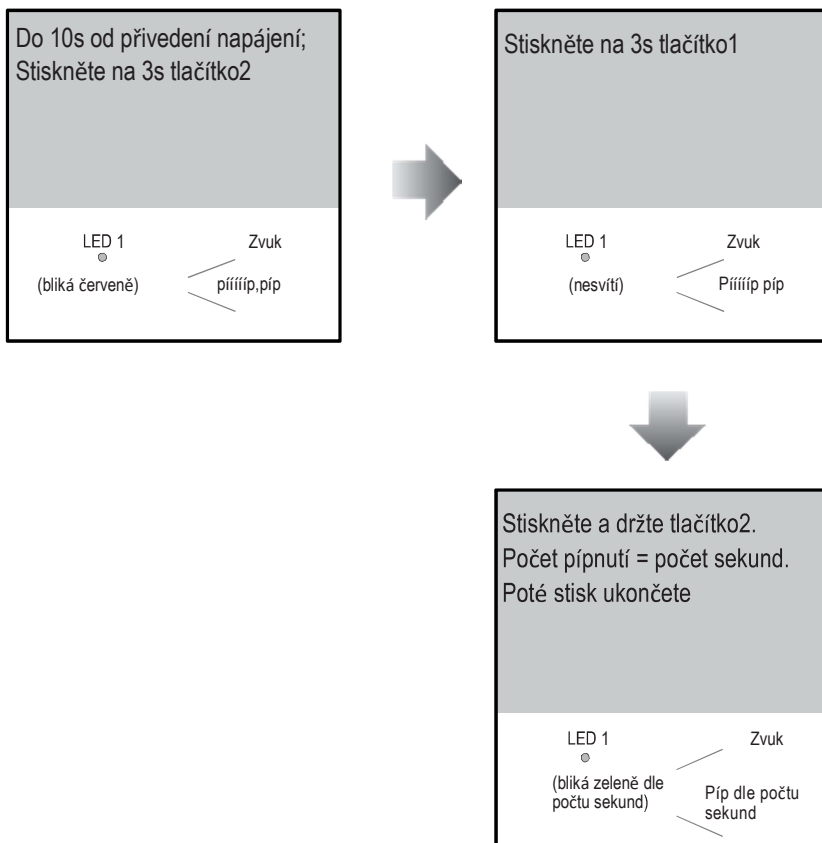 Do 10s od přivedení napájení;
Stiskněte na 3s tlačítko2
LED 1
Zvuk
(bliká červeně)
píííííp,píp
Stiskněte na 3s tlačítko1
LED 1
Zvuk
(nesvítí)
Píííííp píp
Stiskněte a držte tlačítko2.
Počet pípnutí = počet sekund.
Poté stisk ukončete
LED 1
Zvuk
(bliká zeleně dle
počtu sekund)
Píp dle počtu
sekund